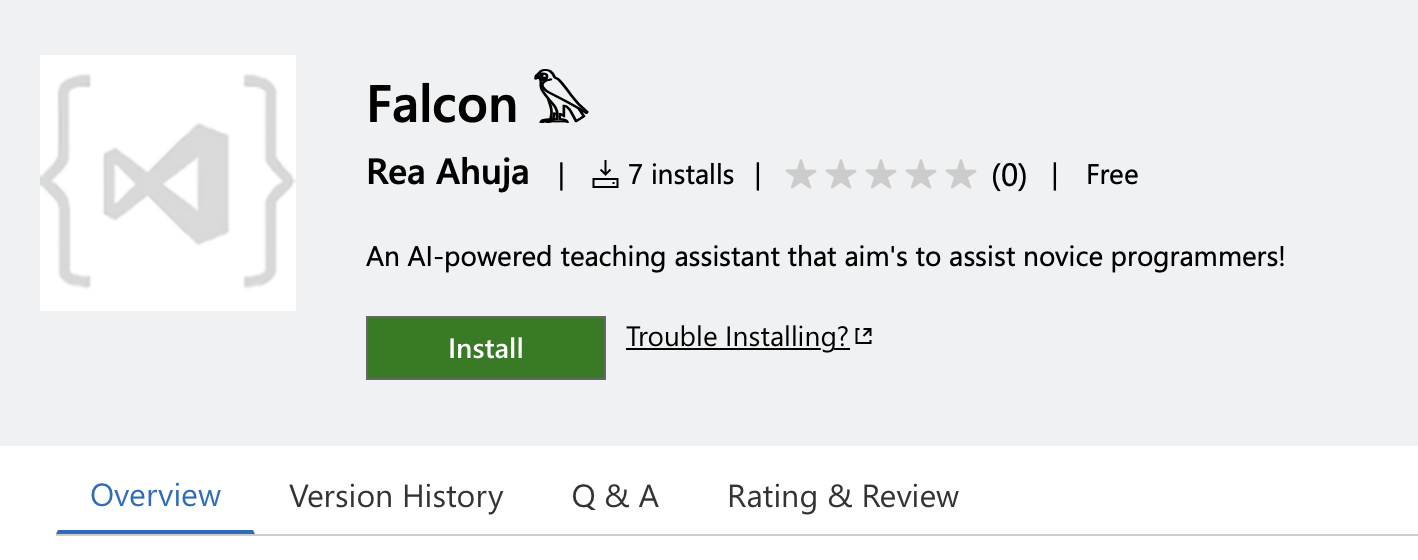 Falcon 𓅃
Rea Ahuja | 7 installs | (0) | Free
An AI-powered teaching assistant that aim's to assist novice programmers!
Install Trouble Installing?
Overview Version History Q & A Rating & Review